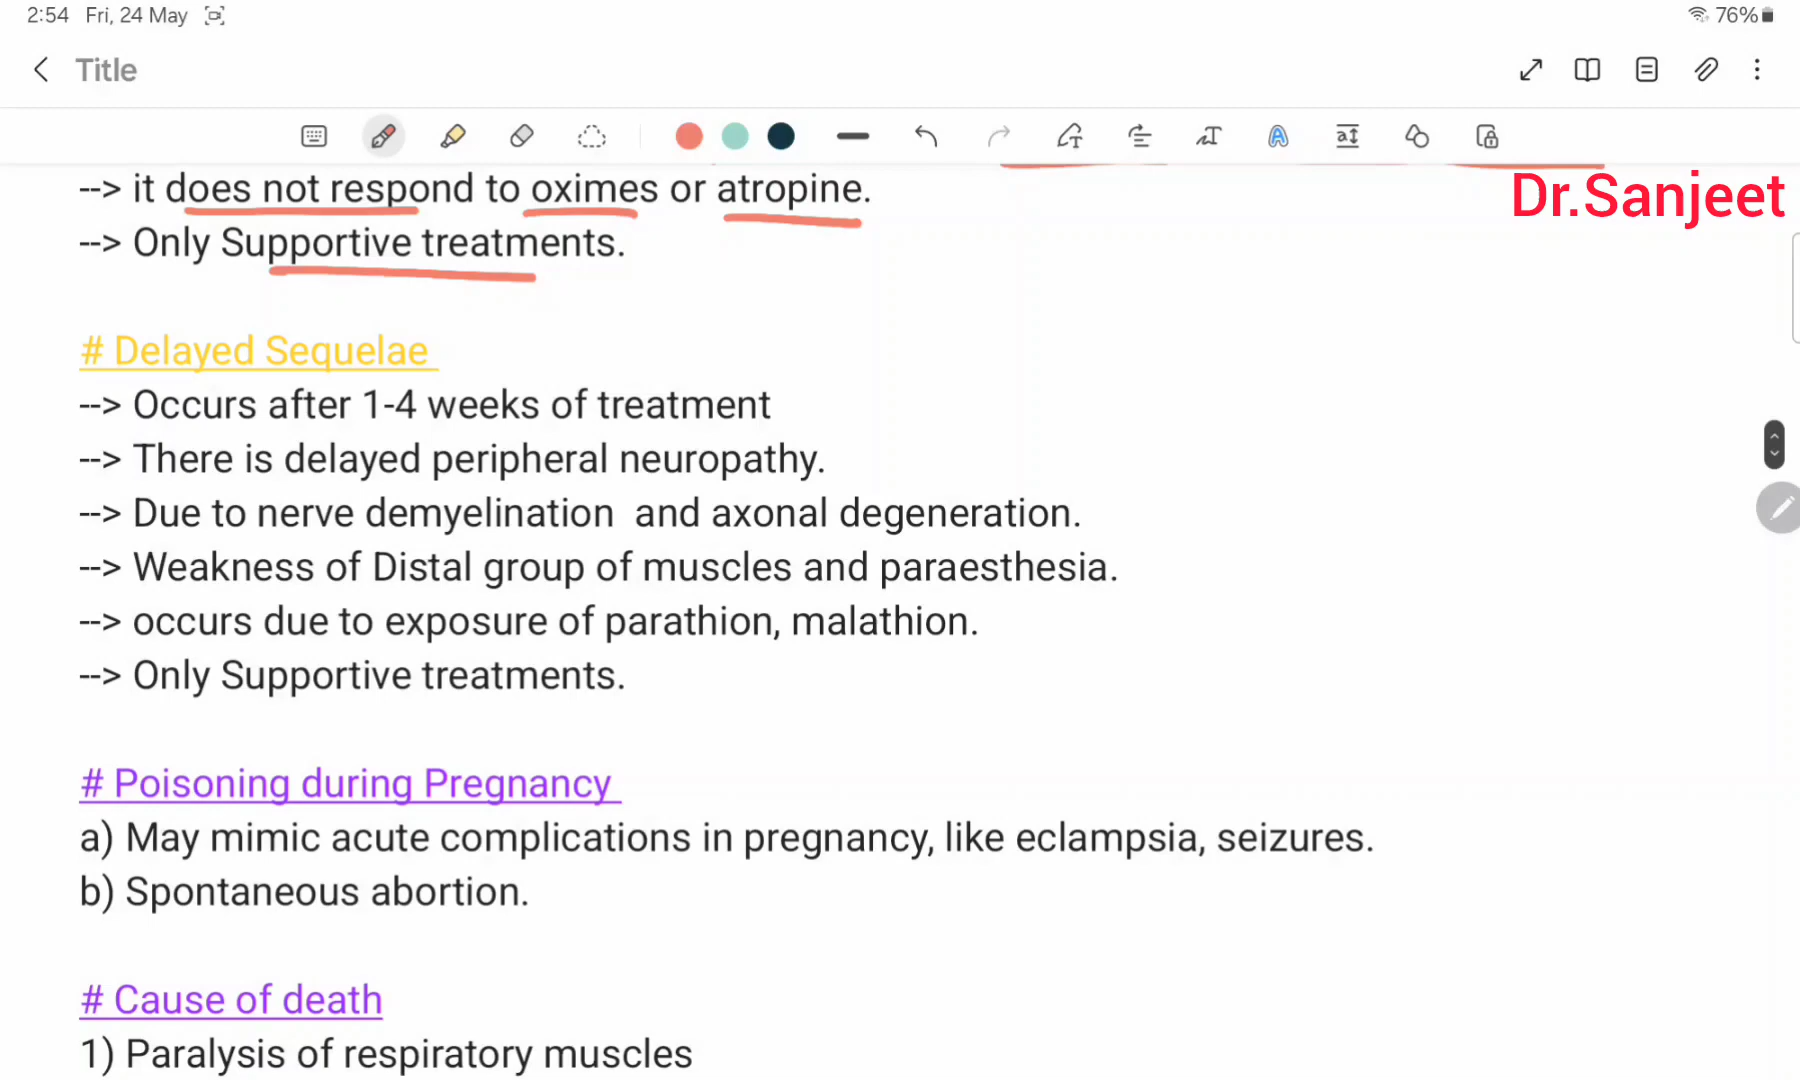 2:54 Fri, 24 May 76%
Title
--> it does not respond to oximes or atropine.
Dr.Sanjeet
--> Only Supportive treatments.
# Delayed Sequelae
--> Occurs after 1-4 weeks of treatment
--> There is delayed peripheral neuropathy.
--> Due to nerve demyelination and axonal degeneration.
--> Weakness of Distal group of muscles and paraesthesia.
--> occurs due to exposure of parathion, malathion.
--> Only Supportive treatments.
# Poisoning during Pregnancy
a) May mimic acute complications in pregnancy, like eclampsia, seizures.
b) Spontaneous abortion.
# Cause of death
1) Paralysis of respiratory muscles